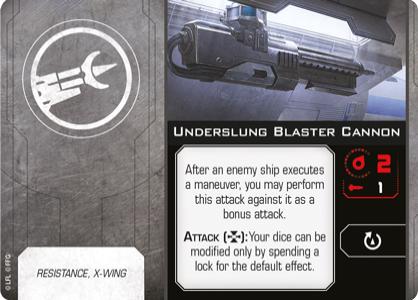 UNDERSLUNG BLASTER CANNON
After an enemy ship executes
a maneuver, you may perform
this attack against it as a
bonus attack.
ATTACK []: Your dice can be
modified only by spending a
lock for the default effect.
2
1
RESISTANCE, X-WING
© LFL © FFG